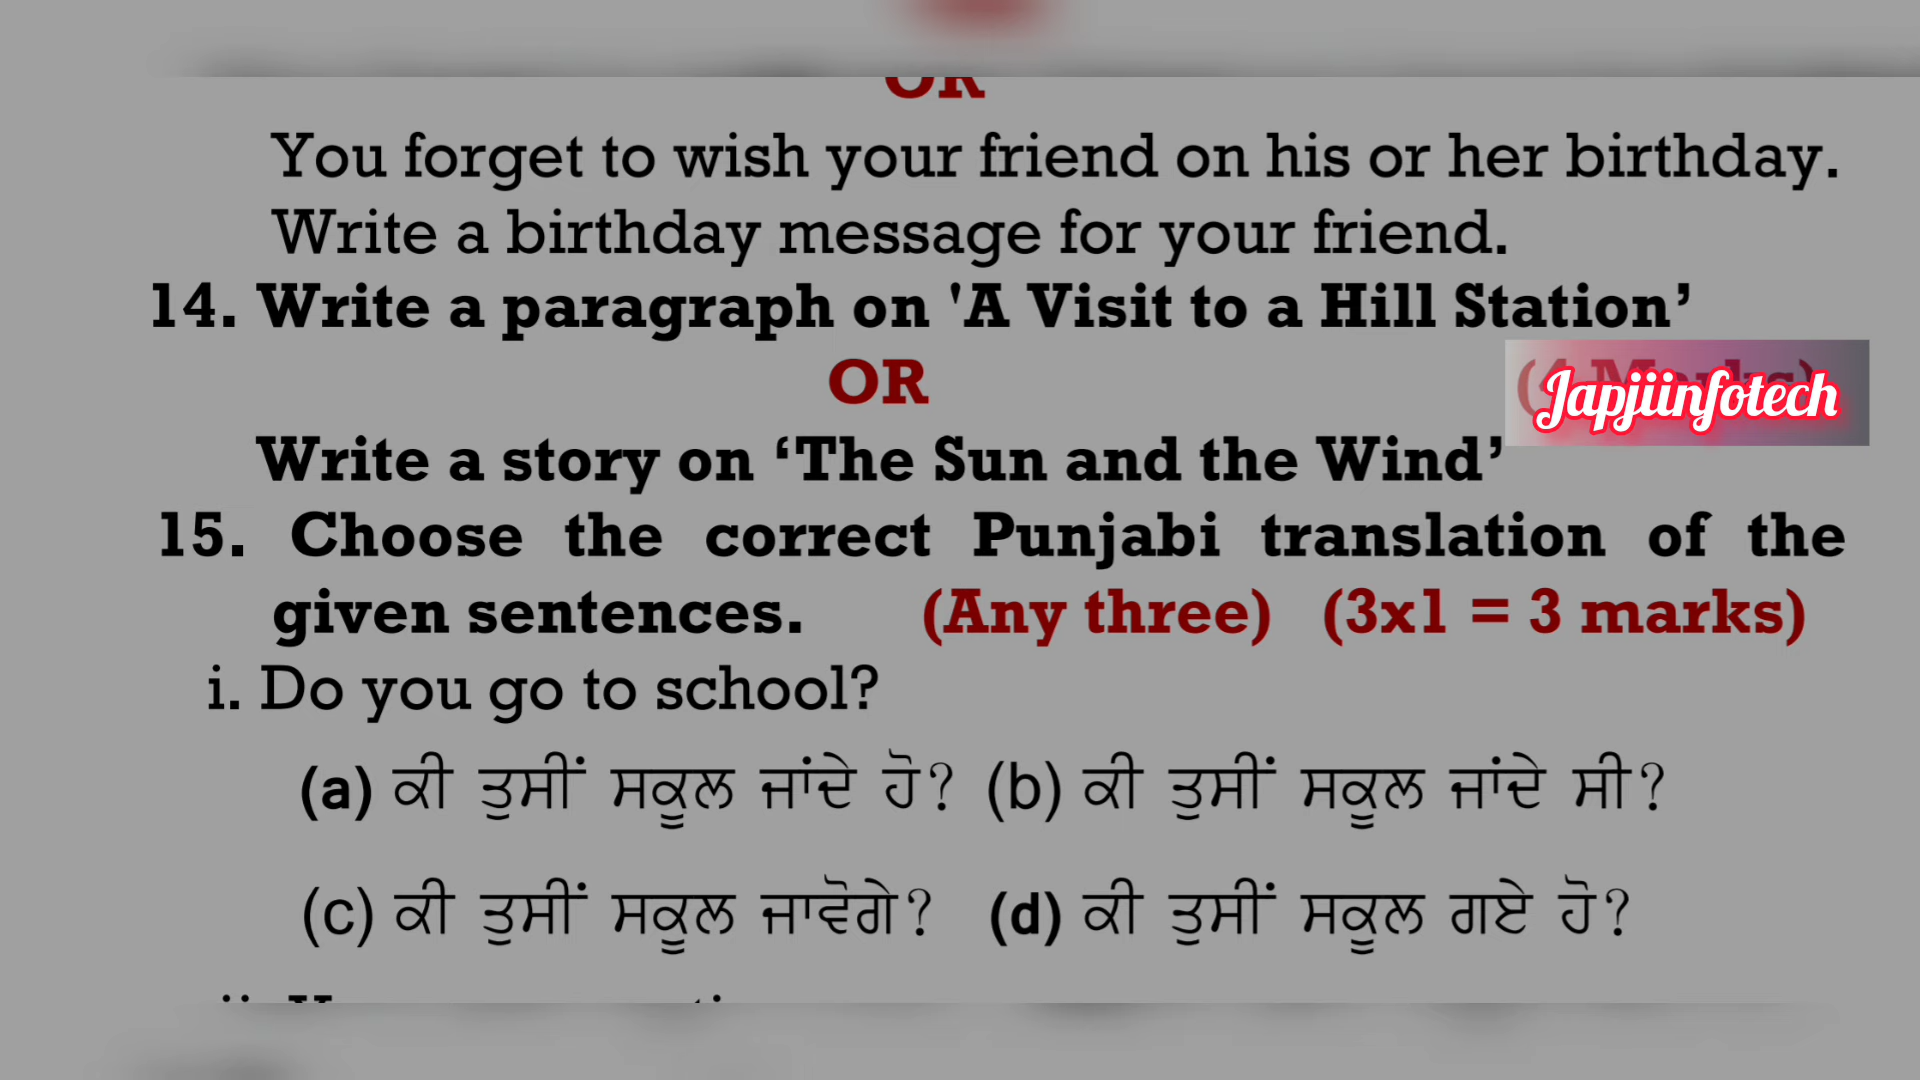 OR
You forget to wish your friend on his or her birthday.
Write a birthday message for your friend.
14. Write a paragraph on 'A Visit to a Hill Station’
OR
Japjiinfotech
Write a story on ‘The Sun and the Wind’
15. Choose the correct Punjabi translation of the
given sentences. (Any three) (3x1 = 3 marks)
i. Do you go to school?
(a) ਕੀ ਤੁਸੀਂ ਸਕੂਲ ਜਾਂਦੇ ਹੋ? (b) ਕੀ ਤੁਸੀਂ ਸਕੂਲ ਜਾਂਦੇ ਸੀ?
(c) ਕੀ ਤੁਸੀਂ ਸਕੂਲ ਜਾਵੋਗੇ? (d) ਕੀ ਤੁਸੀਂ ਸਕੂਲ ਗਏ ਹੋ?